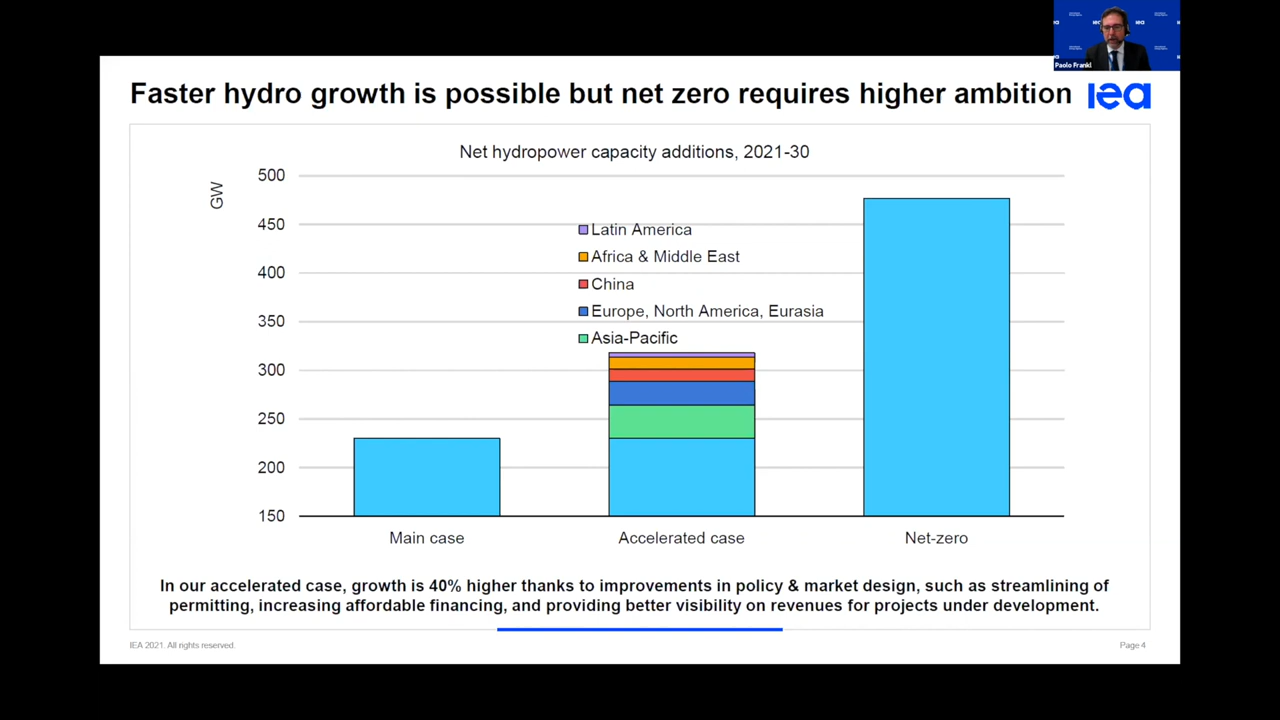 Paolo Frankl
Faster hydro growth is possible but net zero requires higher ambition
iea
Net hydropower capacity additions, 2021-30
GW
500
450
400
350
300
250
200
150
Latin America
Africa & Middle East
China
Europe, North America, Eurasia
Asia-Pacific
Main case
Accelerated case
Net-zero
In our accelerated case, growth is 40% higher thanks to improvements in policy & market design, such as streamlining of
permitting, increasing affordable financing, and providing better visibility on revenues for projects under development.
IEA 2021. All rights reserved.
Page 4